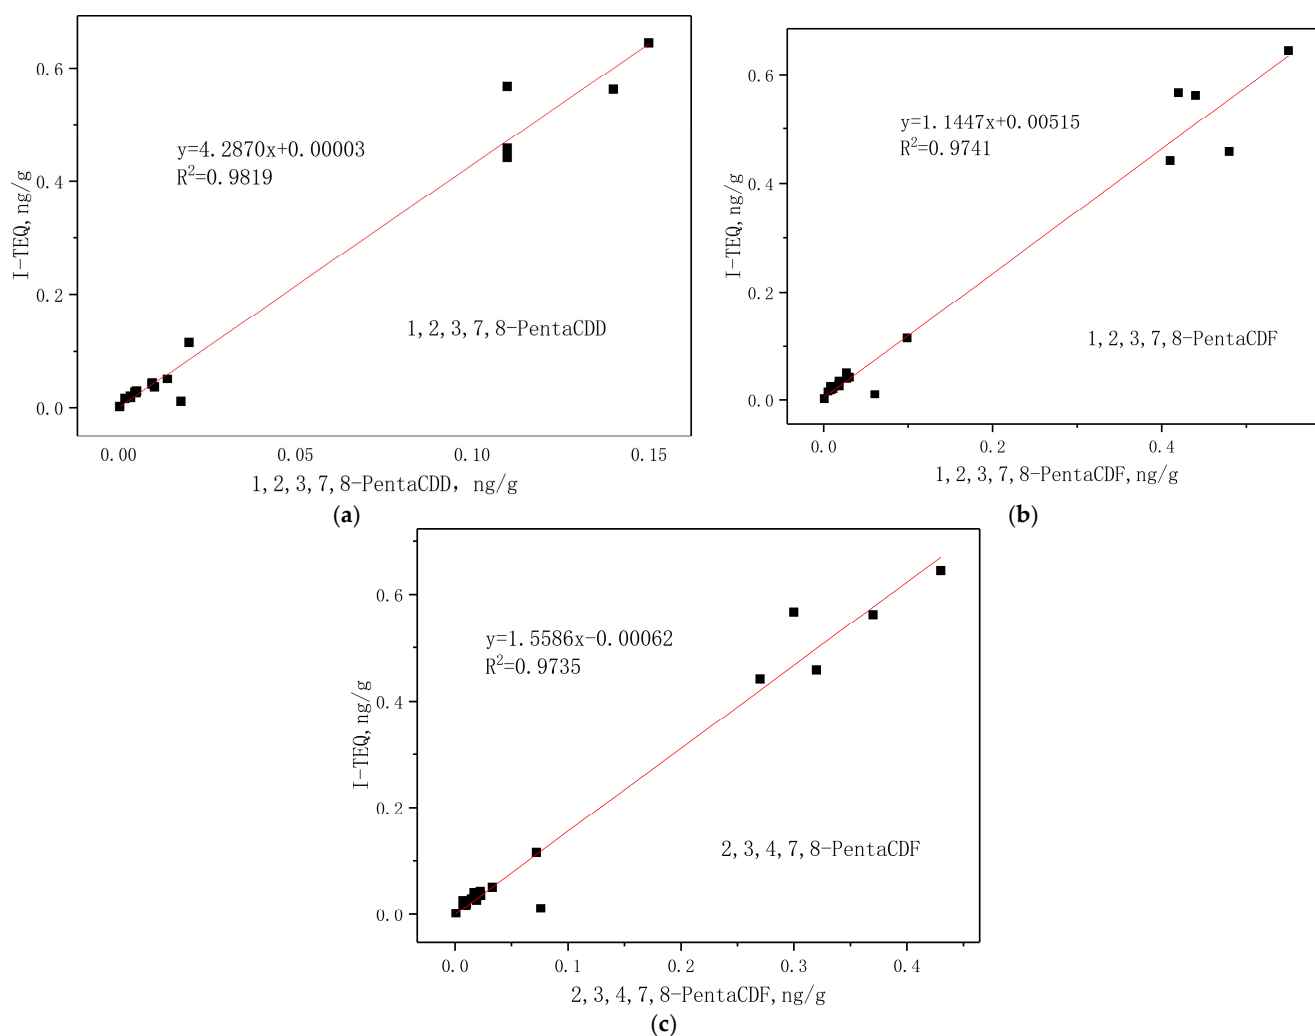 0.6
0.4
0.2
0.0
I-TEQ,ng/g
y=4.2870x+0.00003
R²=0.9819
1,2,3,7,8-PentaCDD
0.00 0.05 0.10 0.15
1,2,3,7,8-PentaCDD, ng/g
(a)
0.6
0.4
0.2
0.0
I-TEQ,ng/g
y=1.1447x+0.00515
R²=0.9741
1,2,3,7,8-PentaCDF
0.0 0.2 0.4
1,2,3,7,8-PentaCDF,ng/g
(b)
0.6
0.4
0.2
0.0
I-TEQ,ng/g
y=1.5586x-0.00062
R²=0.9735
2,3,4,7,8-PentaCDF
0.0 0.1 0.2 0.3 0.4
2,3,4,7,8-PentaCDF,ng/g
(c)